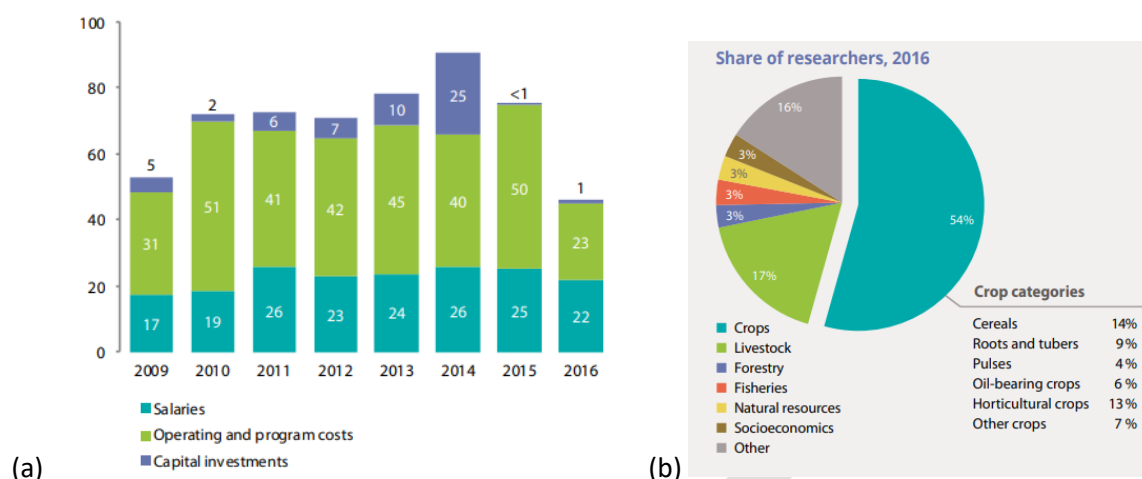 100
80
60
40
20
0
5
31
17
2
51
19
6
41
26
7
42
23
10
45
24
25
40
26
<1
50
25
1
23
22
2009 2010 2011 2012 2013 2014 2015 2016
Salaries
Operating and program costs
Capital investments
(a)
Share of researchers, 2016
16%
3%
3%
3%
3%
17%
54%
Crops
Livestock
Forestry
Fisheries
Natural resources
Socioeconomics
Other
Crop categories
Cereals 14%
Roots and tubers 9%
Pulses 4%
Oil-bearing crops 6%
Horticultural crops 13%
Other crops 7%
(b)